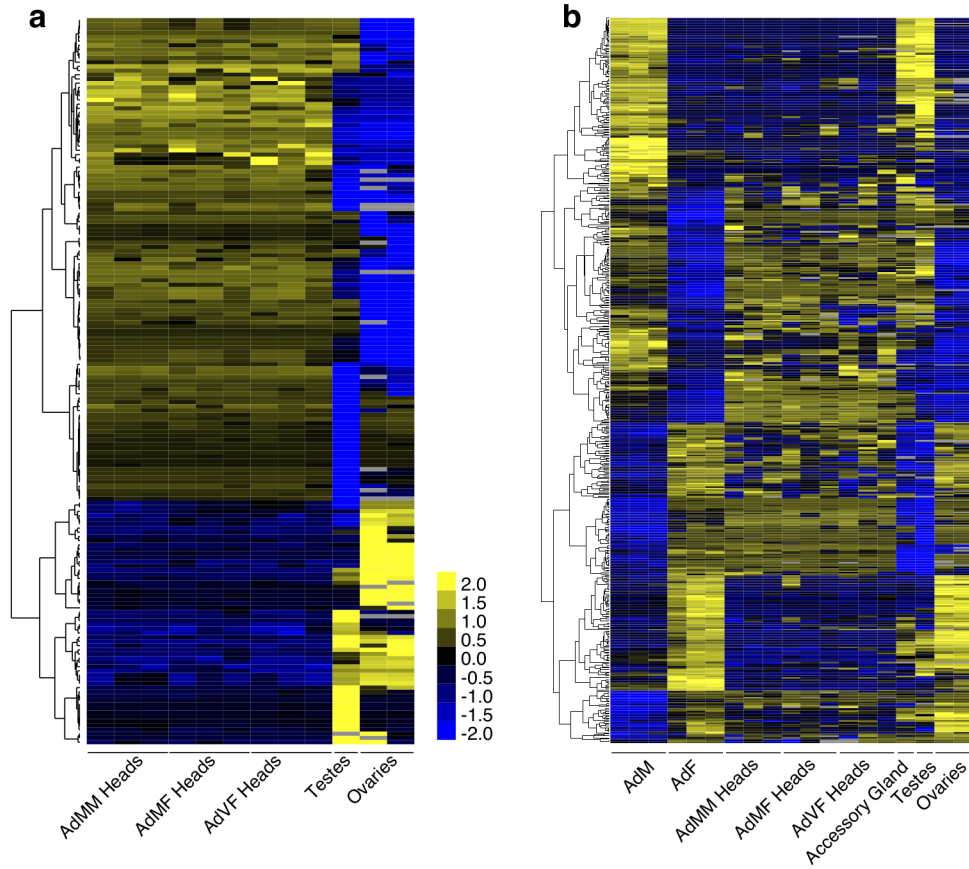 a
b
2.0
1.5
1.0
0.5
0.0
-0.5
-1.0
-1.5
-2.0
AdMM Heads
AdMF Heads
AdVF Heads
Testes
Ovaries
AdM
AdF
AdMM Heads
AdMF Heads
AdVF Heads
Accessory Gland
Testes
Ovaries